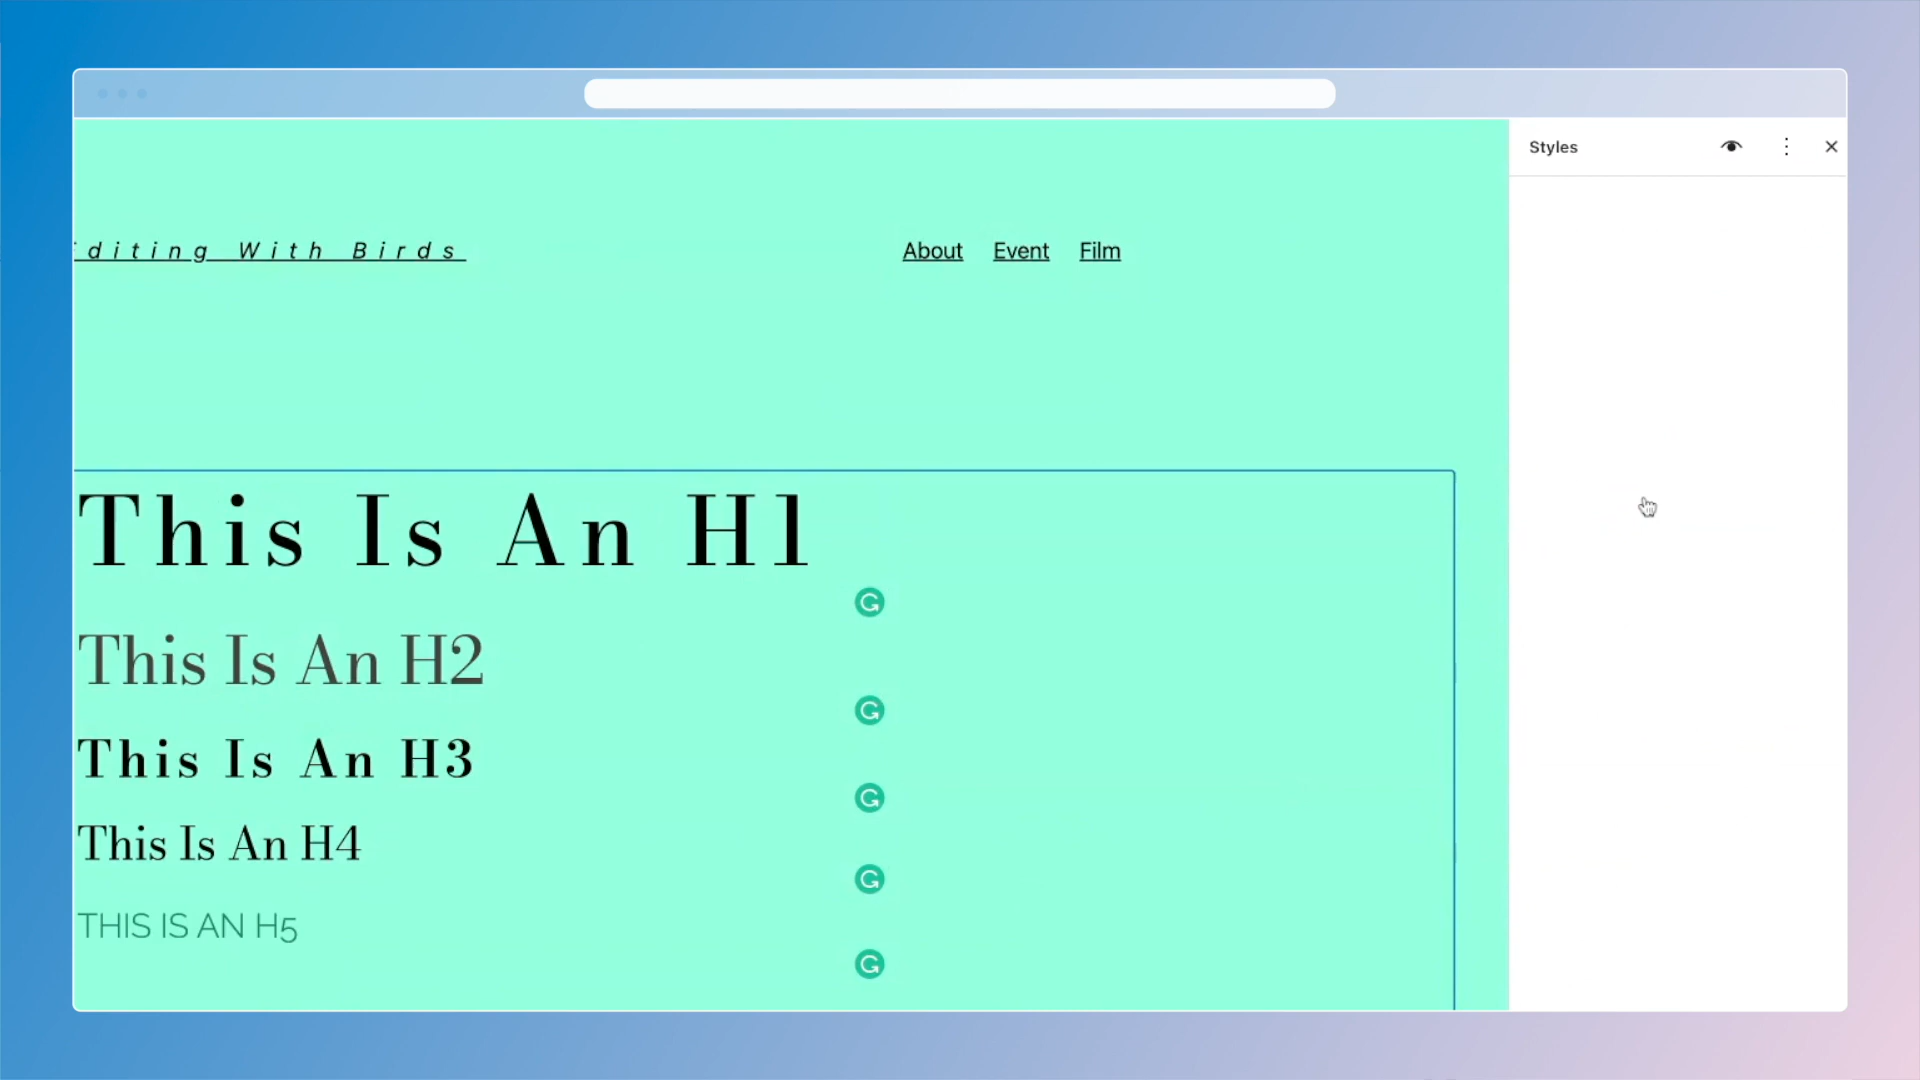 Styles
diting With Birds
About Event Film
This Is An H1
This Is An H2
This Is An H3
This Is An H4
THIS IS AN H5